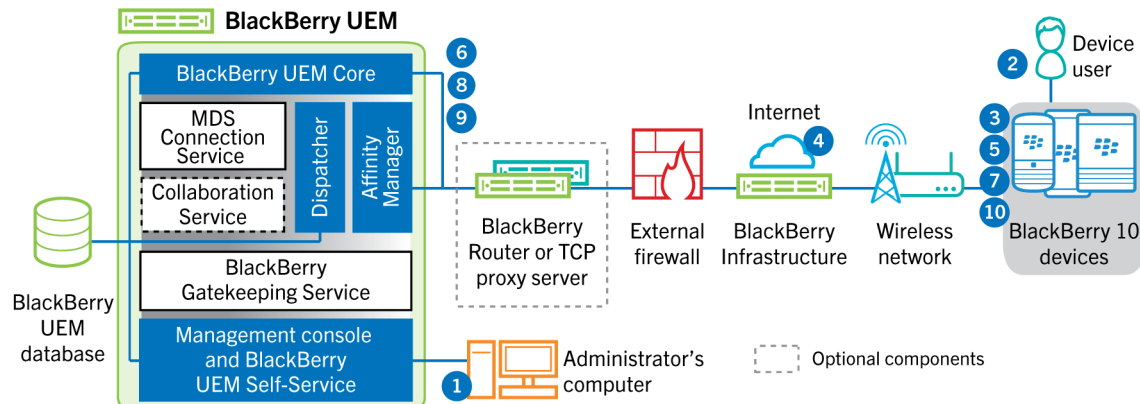 BlackBerry UEM
BlackBerry UEM Core
6
8
9
MDS
Connection
Service
Collaboration
Service
Dispatcher
Affinity
Manager
BlackBerry
Gatekeeping Service
Management console
and BlackBerry
UEM Self-Service
BlackBerry
UEM
database
1
Administrator's
computer
BlackBerry
Router or TCP
proxy server
External
firewall
Internet
4
BlackBerry
Infrastructure
Wireless
network
2
Device
user
3
5
7
10
BlackBerry 10
devices
Optional components